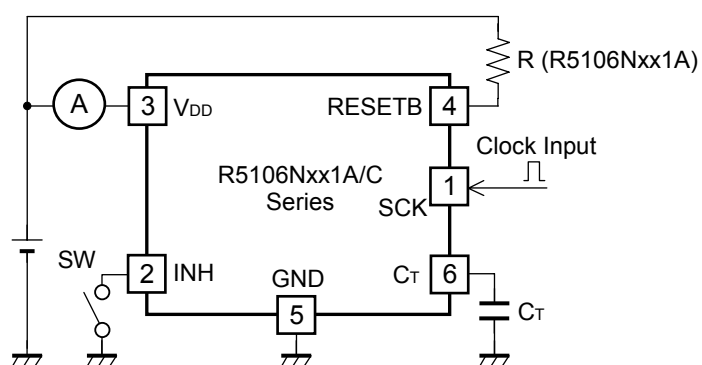 R (R5106Nxx1A)
A
3
VDD
RESETB
4
Clock Input
R5106Nxx1A/C
Series
1
SCK
SW
2
INH
GND
5
CT
6
CT